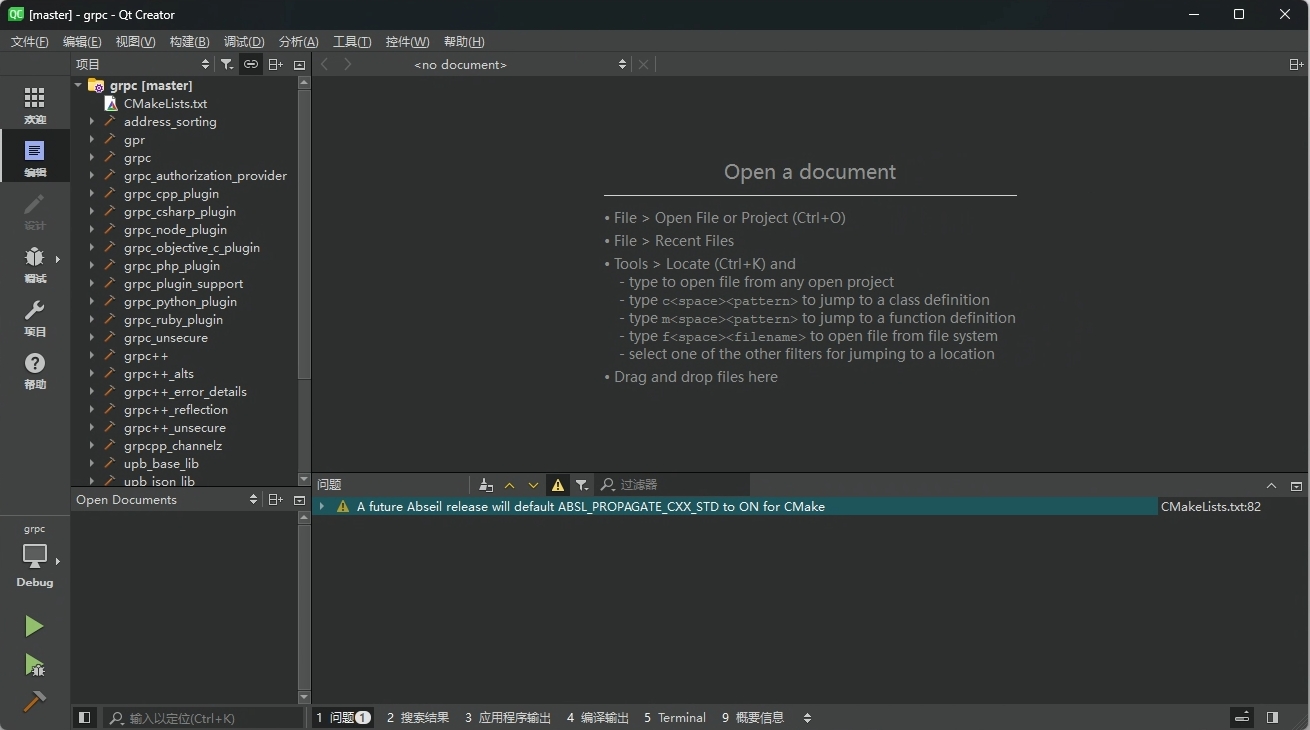 QC [master] - grpc - Qt Creator
文件(F) 编辑(E) 视图(V) 构建(B) 调试(D) 分析(A) 工具(T) 控件(W) 帮助(H)
项目
<no document>
欢迎
编辑
设计
调试
项目
帮助
grpc [master]
CMakeLists.txt
address_sorting
gpr
grpc
grpc_authorization_provider
grpc_cpp_plugin
grpc_csharp_plugin
grpc_node_plugin
grpc_objective_c_plugin
grpc_php_plugin
grpc_plugin_support
grpc_python_plugin
grpc_ruby_plugin
grpc_unsecure
grpc++
grpc++_alts
grpc++_error_details
grpc++_reflection
grpc++_unsecure
grpcpp_channelz
upb_base_lib
upb_json_lib
Open a document
• File > Open File or Project (Ctrl+O)
• File > Recent Files
• Tools > Locate (Ctrl+K) and
- type to open file from any open project
- type c<space><pattern> to jump to a class definition
- type m<space><pattern> to jump to a function definition
- type f<space><filename> to open file from file system
- select one of the other filters for jumping to a location
• Drag and drop files here
Open Documents
问题
过滤器
A future Abseil release will default ABSL_PROPAGATE_CXX_STD to ON for CMake CMakeLists.txt:82
grpc
Debug
输入以定位(Ctrl+K)
1 问题 1 2 搜索结果 3 应用程序输出 4 编译输出 5 Terminal 9 概要信息